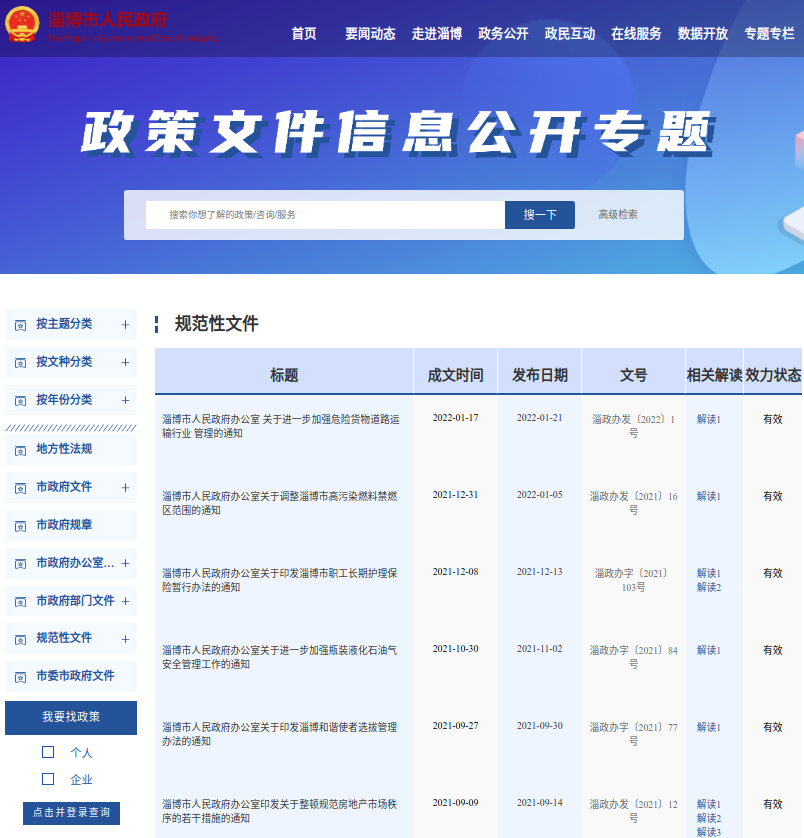 淄博市人民政府
首页 要闻动态 走进淄博 政务公开 政民互动 在线服务 数据开放 专题专栏
政策文件信息公开专题
搜索你想了解的政策/咨询/服务 搜一下 高级检索
按主题分类 +
按文种分类 +
按年份分类 +
地方性法规
市政府文件 +
市政府规章
市政府办公室... +
市政府部门文件 +
规范性文件 +
市委市政府文件
我要找政策
个人
企业
点击并登录查询
规范性文件
标题 成文时间 发布日期 文号 相关解读 效力状态
淄博市人民政府办公室 关于进一步加强危险货物道路运 2022-01-17 2022-01-21 淄政办发〔2022〕1 解读1 有效
输行业 管理的通知 号
淄博市人民政府办公室关于调整淄博市高污染燃料禁燃 2021-12-31 2022-01-05 淄政办发〔2021〕16 解读1 有效
区范围的通知 号
淄博市人民政府办公室关于印发淄博市职工长期护理保 2021-12-08 2021-12-13 淄政办字〔2021〕 解读1 有效
险暂行办法的通知 103号 解读2
淄博市人民政府办公室关于进一步加强瓶装液化石油气 2021-10-30 2021-11-02 淄政办字〔2021〕84 解读1 有效
安全管理工作的通知 号
淄博市人民政府办公室关于印发淄博和谐使者选拔管理 2021-09-27 2021-09-30 淄政办字〔2021〕77 解读1 有效
办法的通知 号
淄博市人民政府办公室印发关于整顿规范房地产市场秩 2021-09-09 2021-09-14 淄政办发〔2021〕12 解读1 有效
序的若干措施的通知 号 解读2
解读3